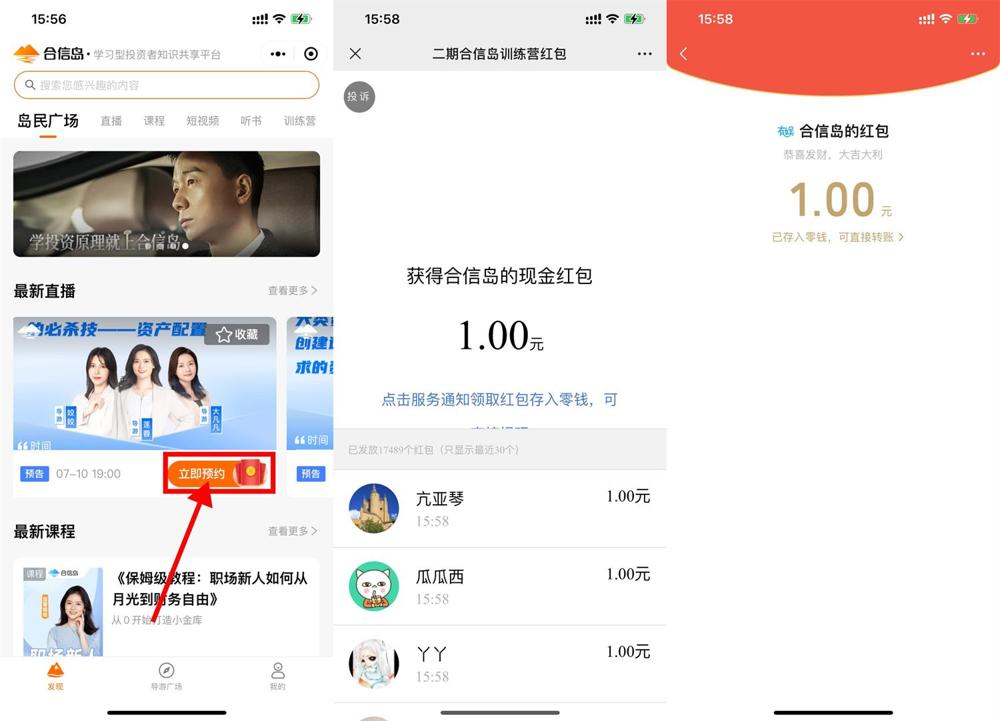 15:56
合信岛·学习型投资者知识共享平台
搜索您感兴趣的内容
岛民广场
直播
课程
短视频
听书
训练营
学投资原理就上合信岛
最新直播
查看更多
的必杀技——资产配置
收藏
导游 姣姣
导游 莲蓉
导游 大凡凡
时间
预告
07-10 19:00
立即预约
创建
求的
时间
预告
最新课程
查看更多
课程
合信岛
《保姆级教程：职场新人如何从
月光到财务自由》
从０开始打造小金库
职场新人
发现
导游广场
我的
15:58
二期合信岛训练营红包
投诉
获得合信岛的现金红包
1.00元
点击服务通知领取红包存入零钱，可
已发放17489个红包（只显示最近30个）
亢亚琴
1.00元
15:58
瓜瓜西
1.00元
15:58
丫丫
1.00元
15:58
15:58
合信岛的红包
恭喜发财，大吉大利
1.00元
已存入零钱，可直接转账